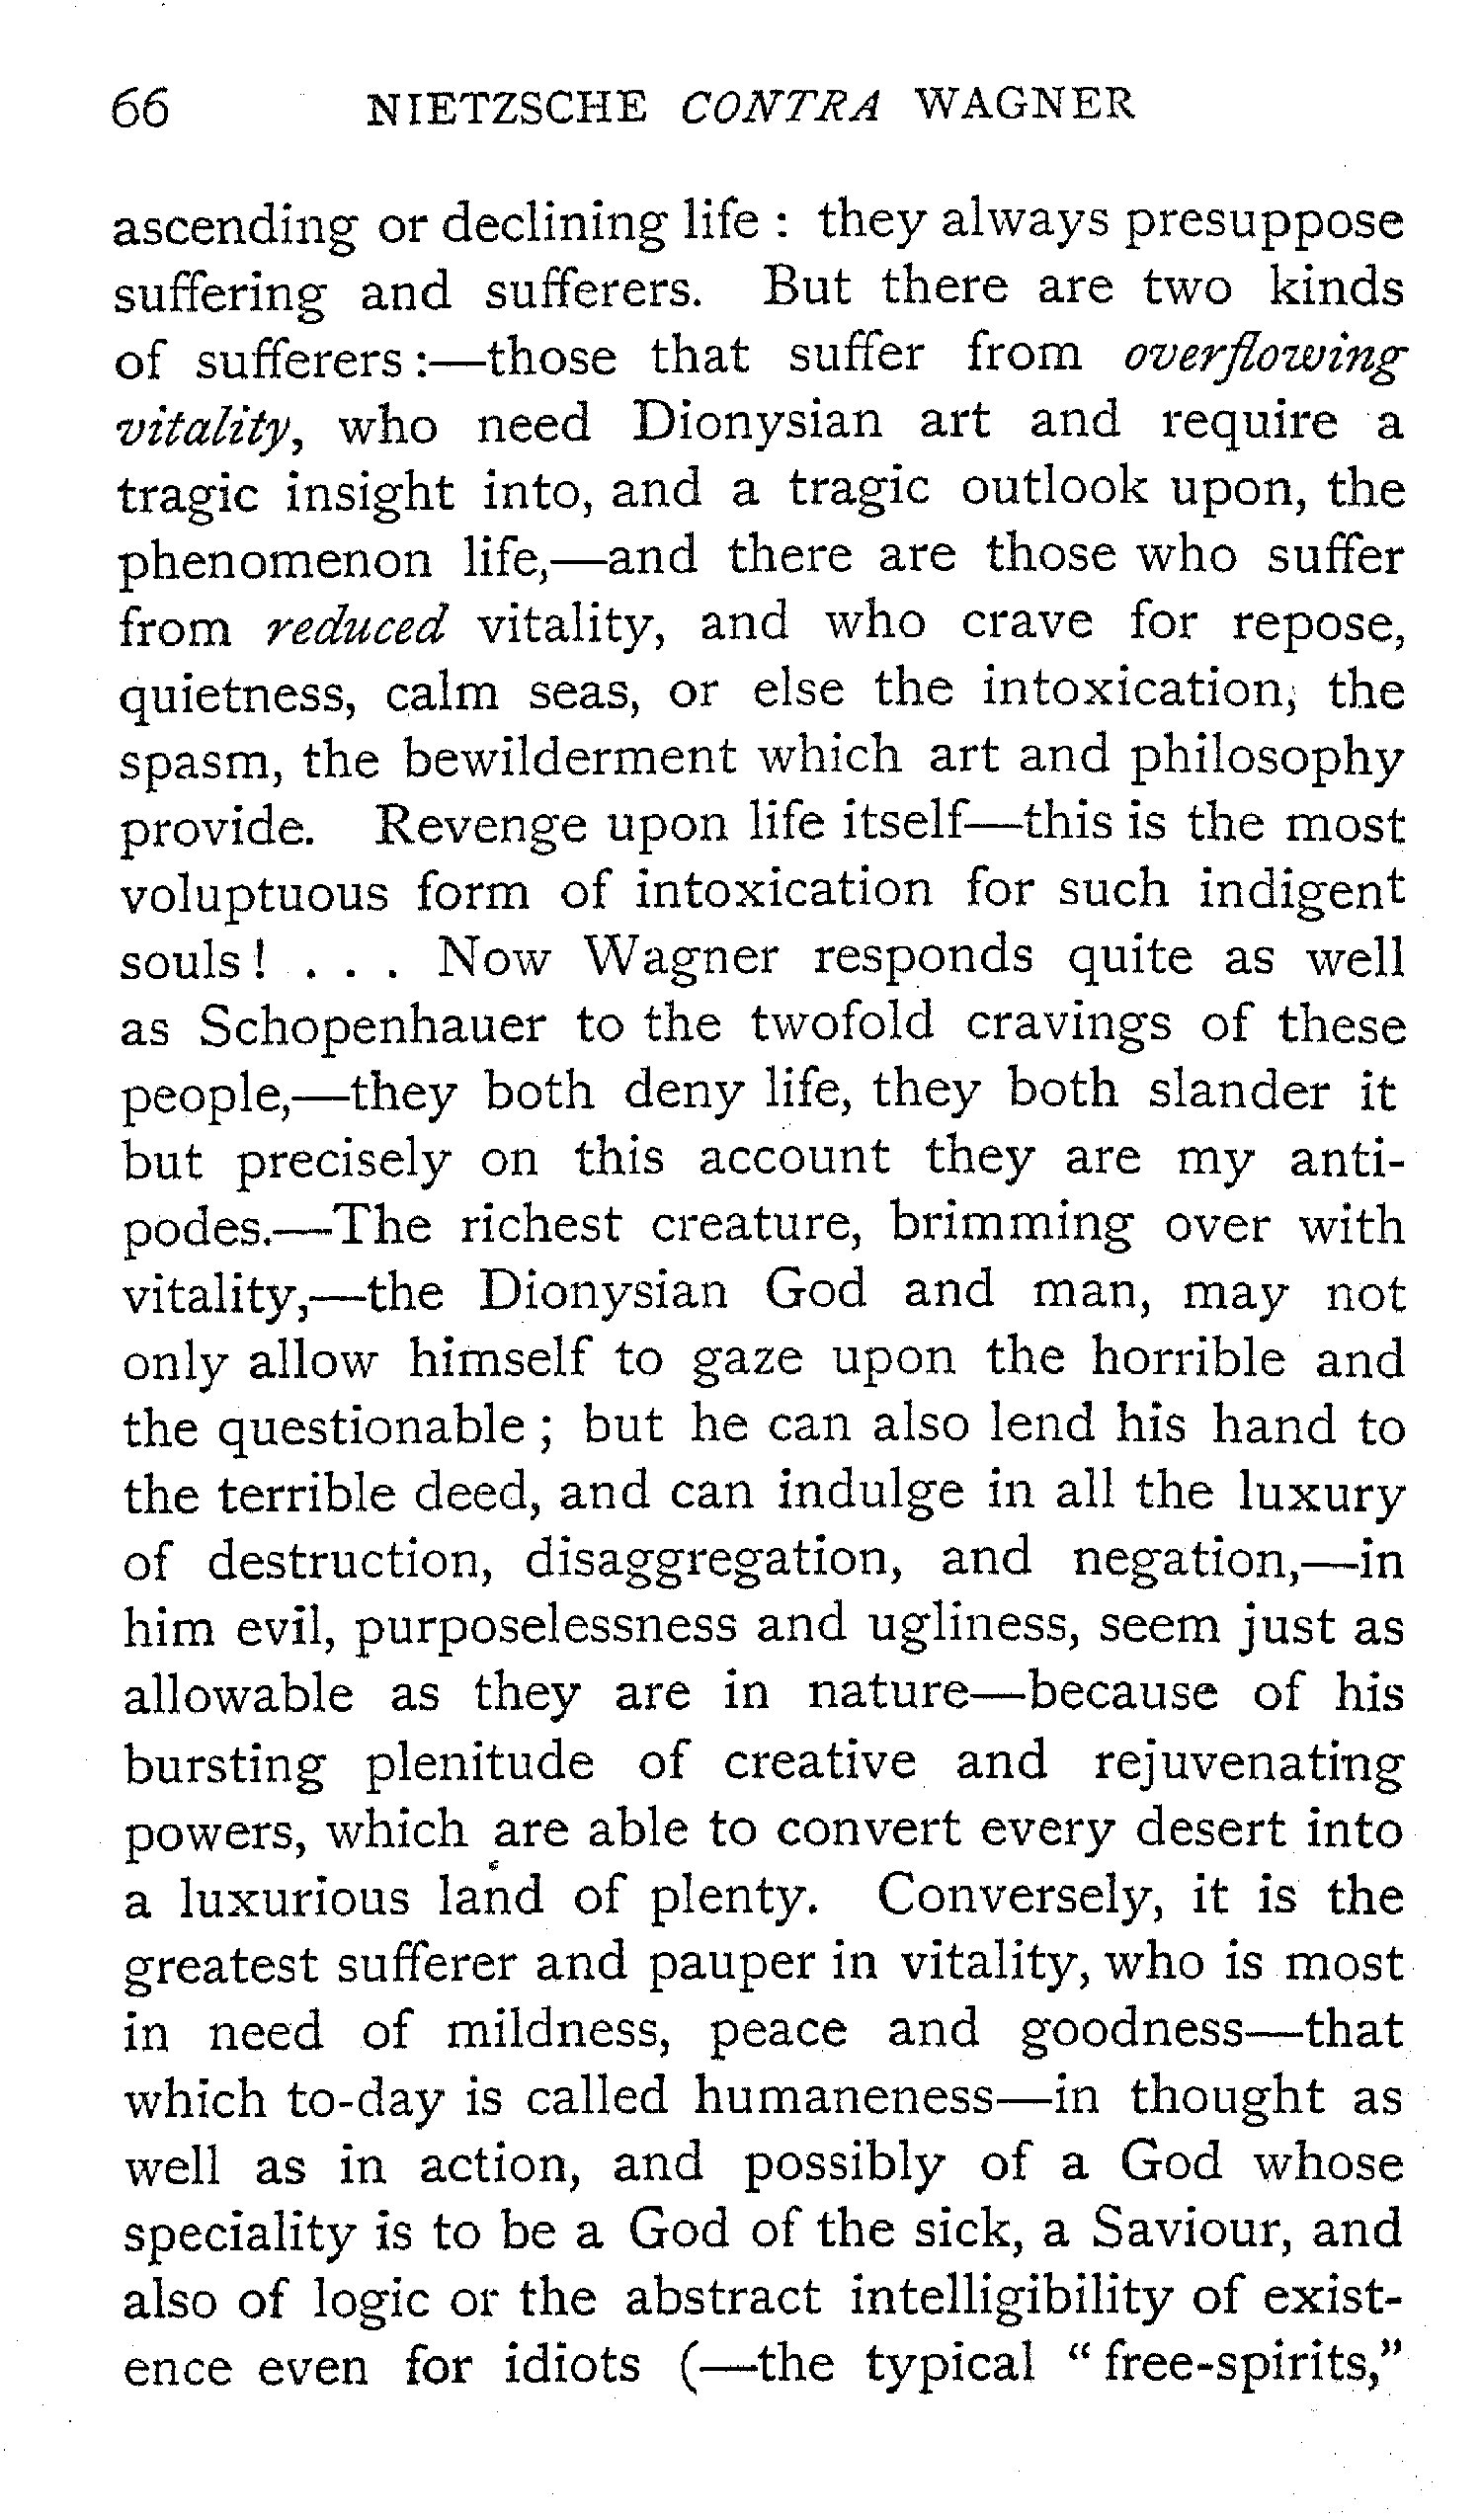 66 NIETZSCHE CONTRA WAGNER
ascending or declining life : they always presuppose
suffering and sufferers. But there are two kinds
of sufferers :—those that suffer from overflowing
vitality, who need Dionysian art and require a
tragic insight into, and a tragic outlook upon, the
phenomenon life,—and there are those who suffer
from reduced vitality, and who crave for repose,
quietness, calm seas, or else the intoxication, the
spasm, the bewilderment which art and philosophy
provide. Revenge upon life itself—this is the most
voluptuous form of intoxication for such indigent
souls ! . . . Now Wagner responds quite as well
as Schopenhauer to the twofold cravings of these
people,—they both deny life, they both slander it
but precisely on this account they are my anti-
podes.—The richest creature, brimming over with
vitality,—the Dionysian God and man, may not
only allow himself to gaze upon the horrible and
the questionable ; but he can also lend his hand to
the terrible deed, and can indulge in all the luxury
of destruction, disaggregation, and negation,—in
him evil, purposelessness and ugliness, seem just as
allowable as they are in nature—because of his
bursting plenitude of creative and rejuvenating
powers, which are able to convert every desert into
a luxurious land of plenty. Conversely, it is the
greatest sufferer and pauper in vitality, who is most
in need of mildness, peace and goodness—that
which to-day is called humaneness—in thought as
well as in action, and possibly of a God whose
speciality is to be a God of the sick, a Saviour, and
also of logic or the abstract intelligibility of exist-
ence even for idiots (—the typical “ free-spirits,”